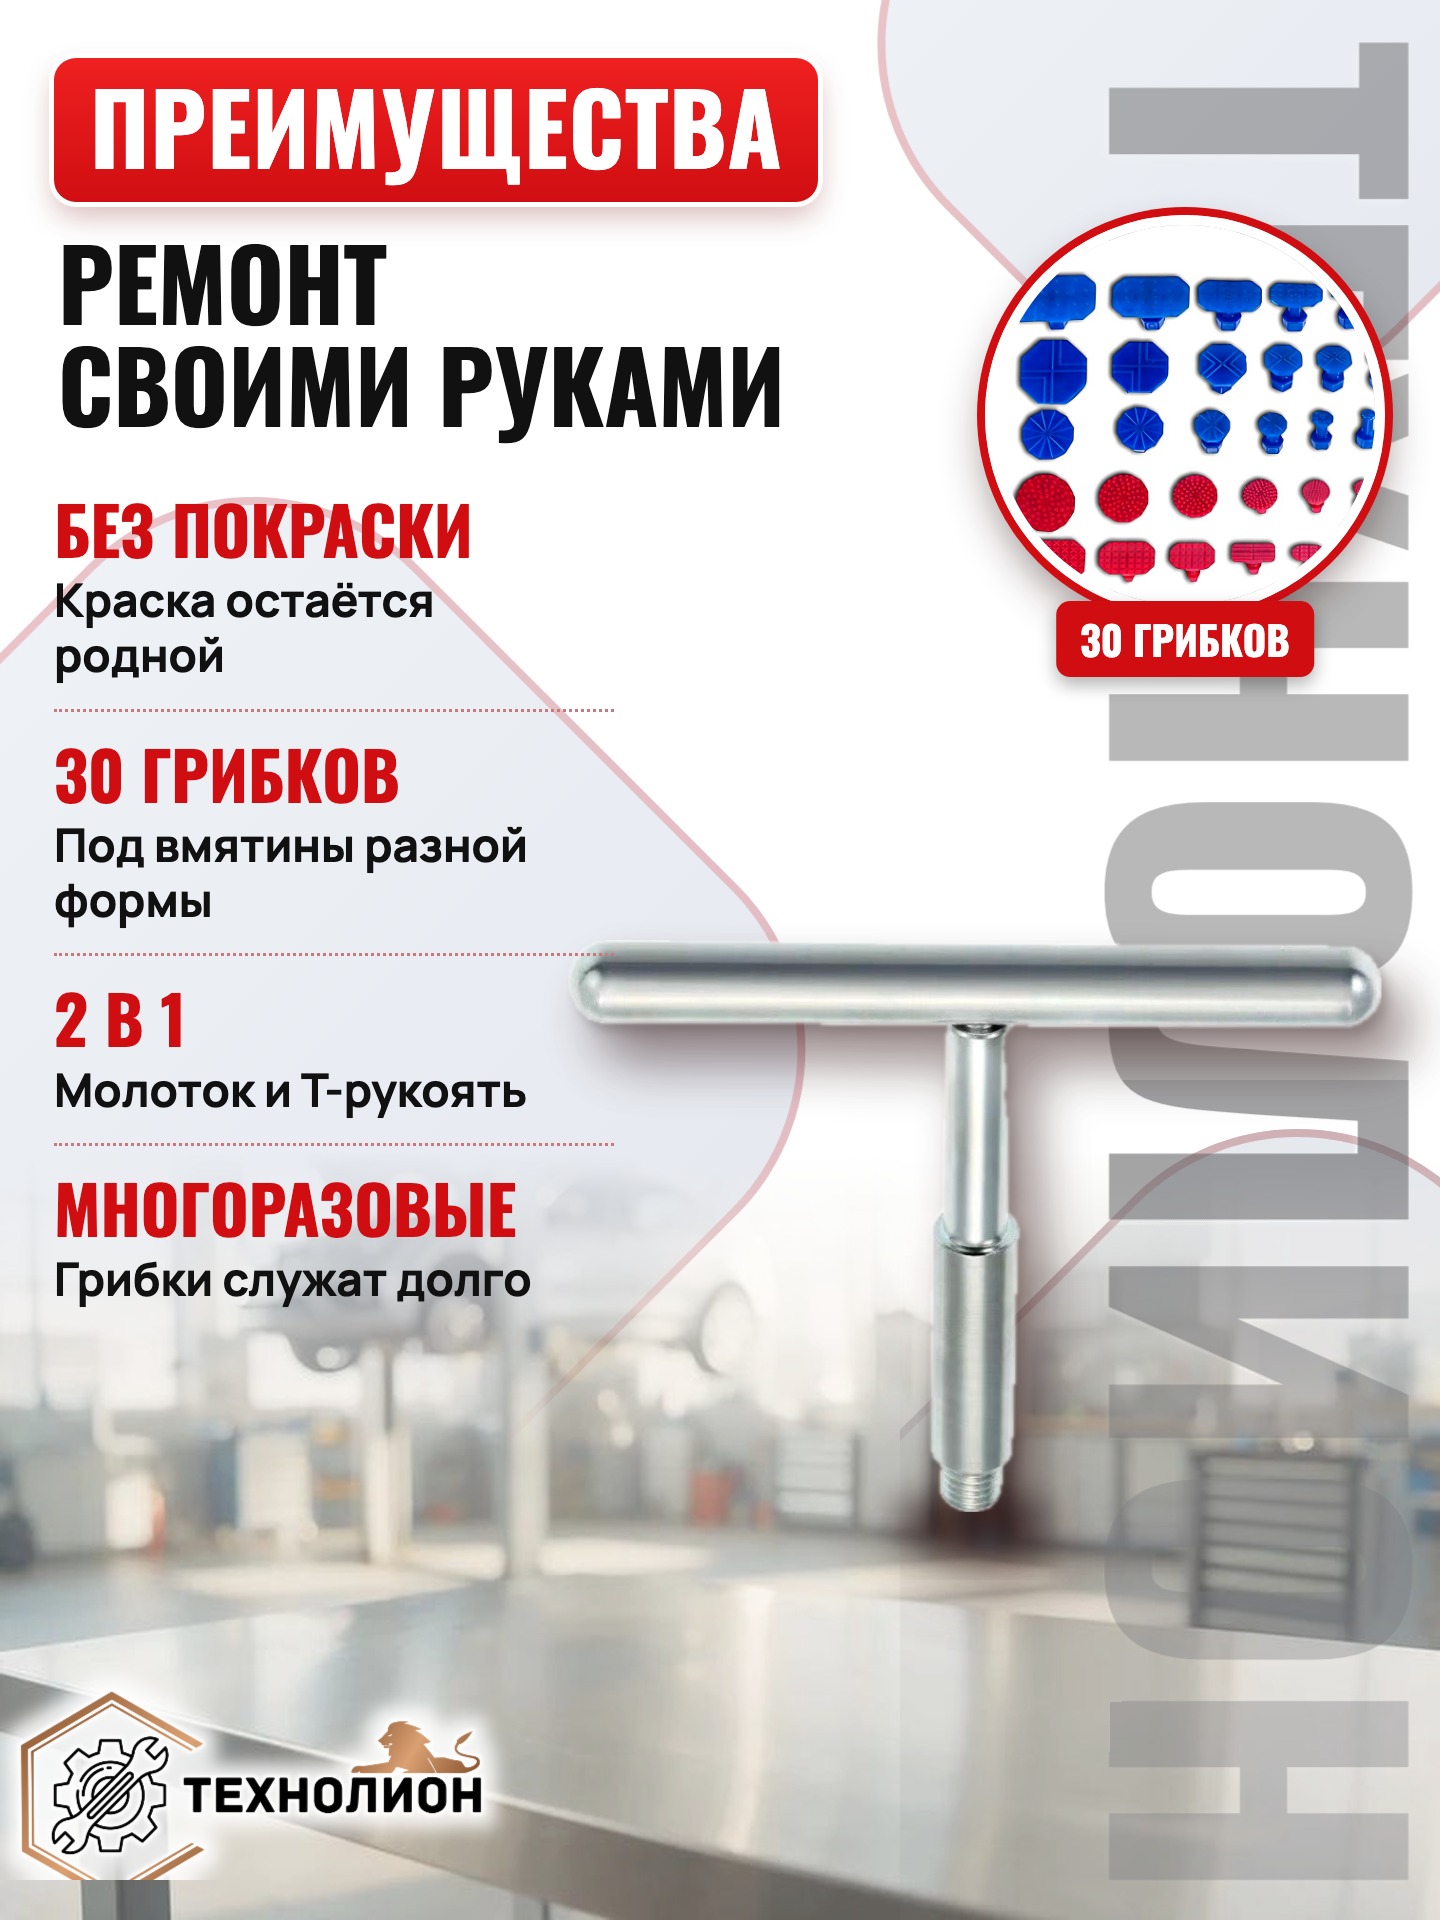 ПРЕИМУЩЕСТВА
РЕМОНТ
СВОИМИ РУКАМИ
БЕЗ ПОКРАСКИ
Краска остаётся
родной
30 ГРИБКОВ
Под вмятины разной
формы
2 В 1
Молоток и Т-рукоять
МНОГОРАЗОВЫЕ
Грибки служат долго
30 ГРИБКОВ
ТЕХНОЛИОН